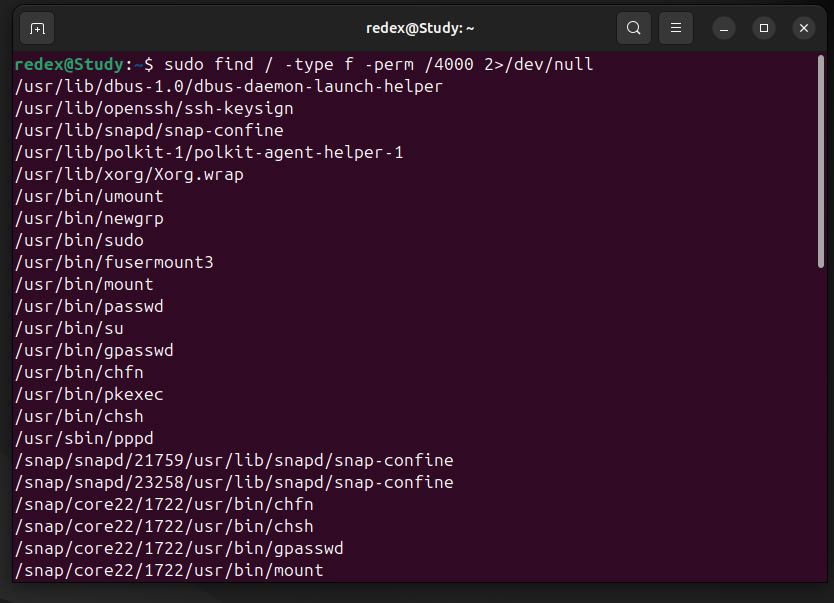 redex@Study: ~
redex@Study:~$ sudo find / -type f -perm /4000 2>/dev/null
/usr/lib/dbus-1.0/dbus-daemon-launch-helper
/usr/lib/openssh/ssh-keysign
/usr/lib/snapd/snap-confine
/usr/lib/polkit-1/polkit-agent-helper-1
/usr/lib/xorg/Xorg.wrap
/usr/bin/umount
/usr/bin/newgrp
/usr/bin/sudo
/usr/bin/fusermount3
/usr/bin/mount
/usr/bin/passwd
/usr/bin/su
/usr/bin/gpasswd
/usr/bin/chfn
/usr/bin/pkexec
/usr/bin/chsh
/usr/sbin/pppd
/snap/snapd/21759/usr/lib/snapd/snap-confine
/snap/snapd/23258/usr/lib/snapd/snap-confine
/snap/core22/1722/usr/bin/chfn
/snap/core22/1722/usr/bin/chsh
/snap/core22/1722/usr/bin/gpasswd
/snap/core22/1722/usr/bin/mount